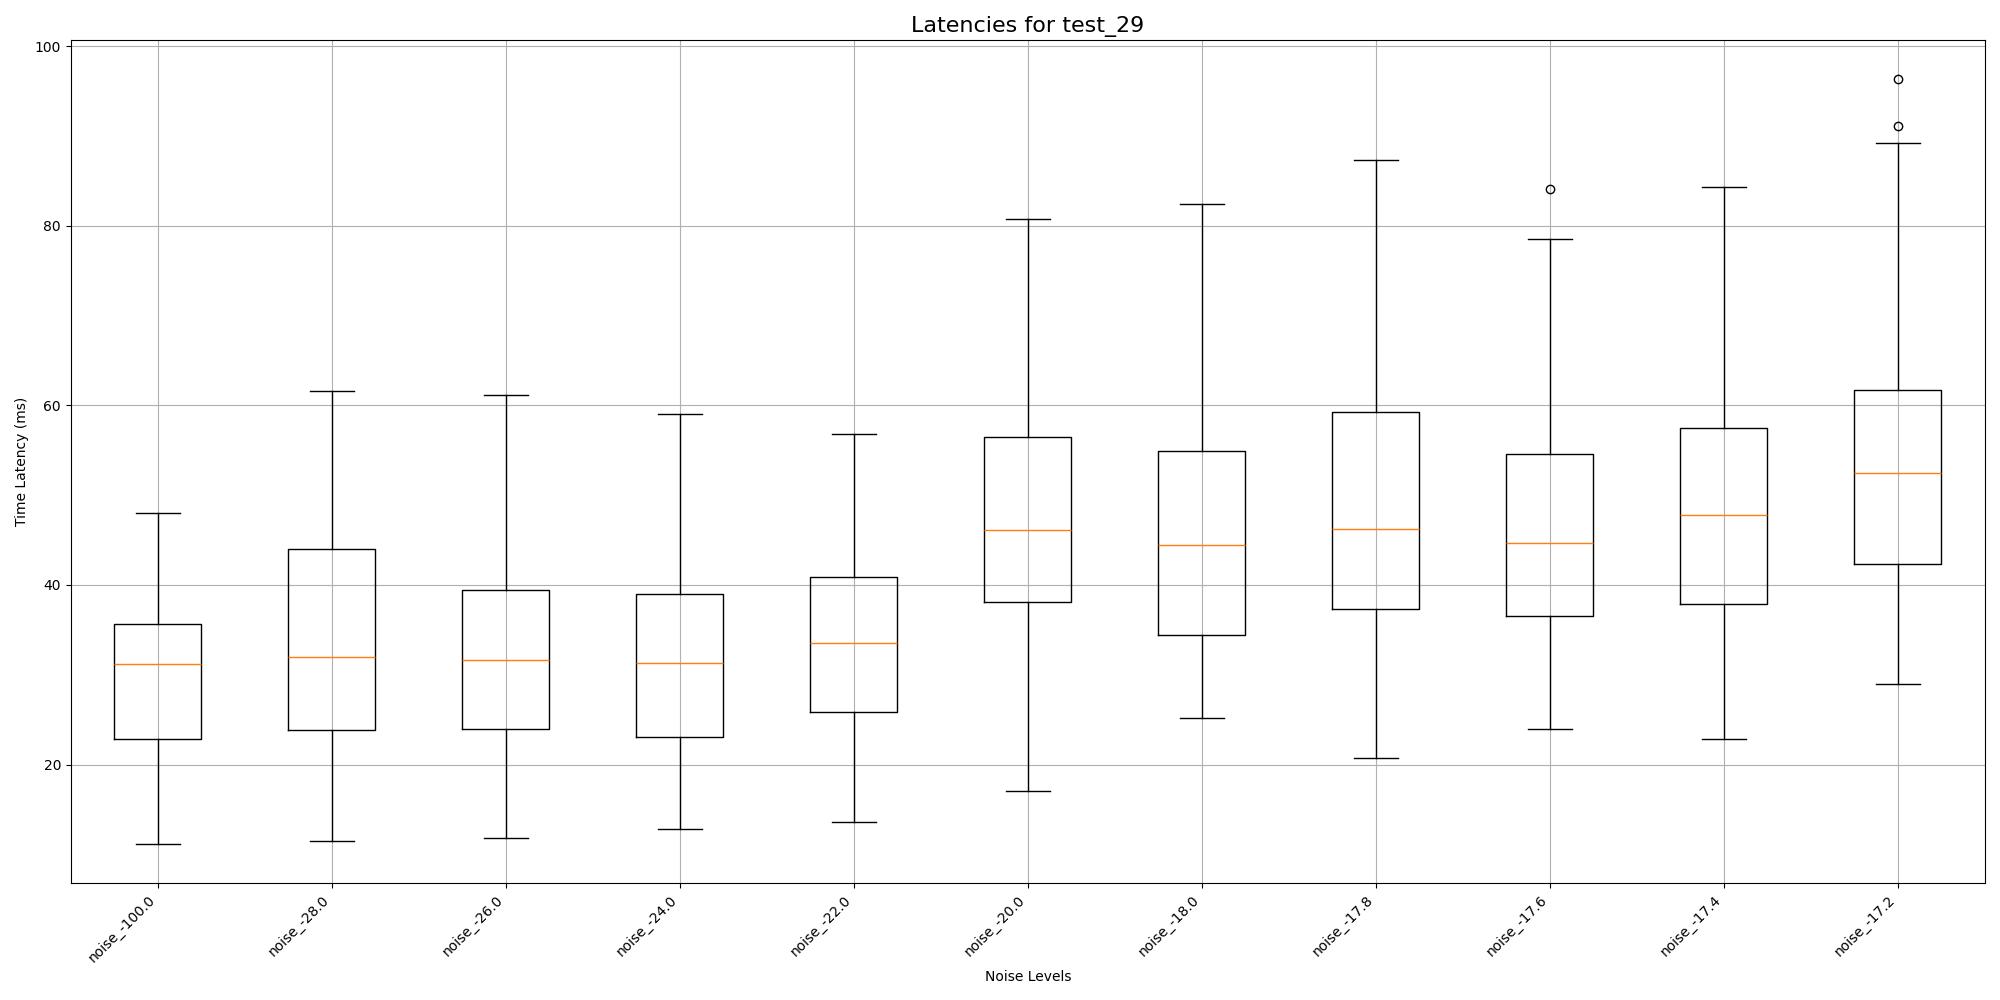 Latencies for test_29
Time Latency (ms)
100
80
60
40
20
noise_-100.0
noise_-28.0
noise_-26.0
noise_-24.0
noise_-22.0
noise_-20.0
noise_-18.0
noise_-17.8
noise_-17.6
noise_-17.4
noise_-17.2
Noise Levels